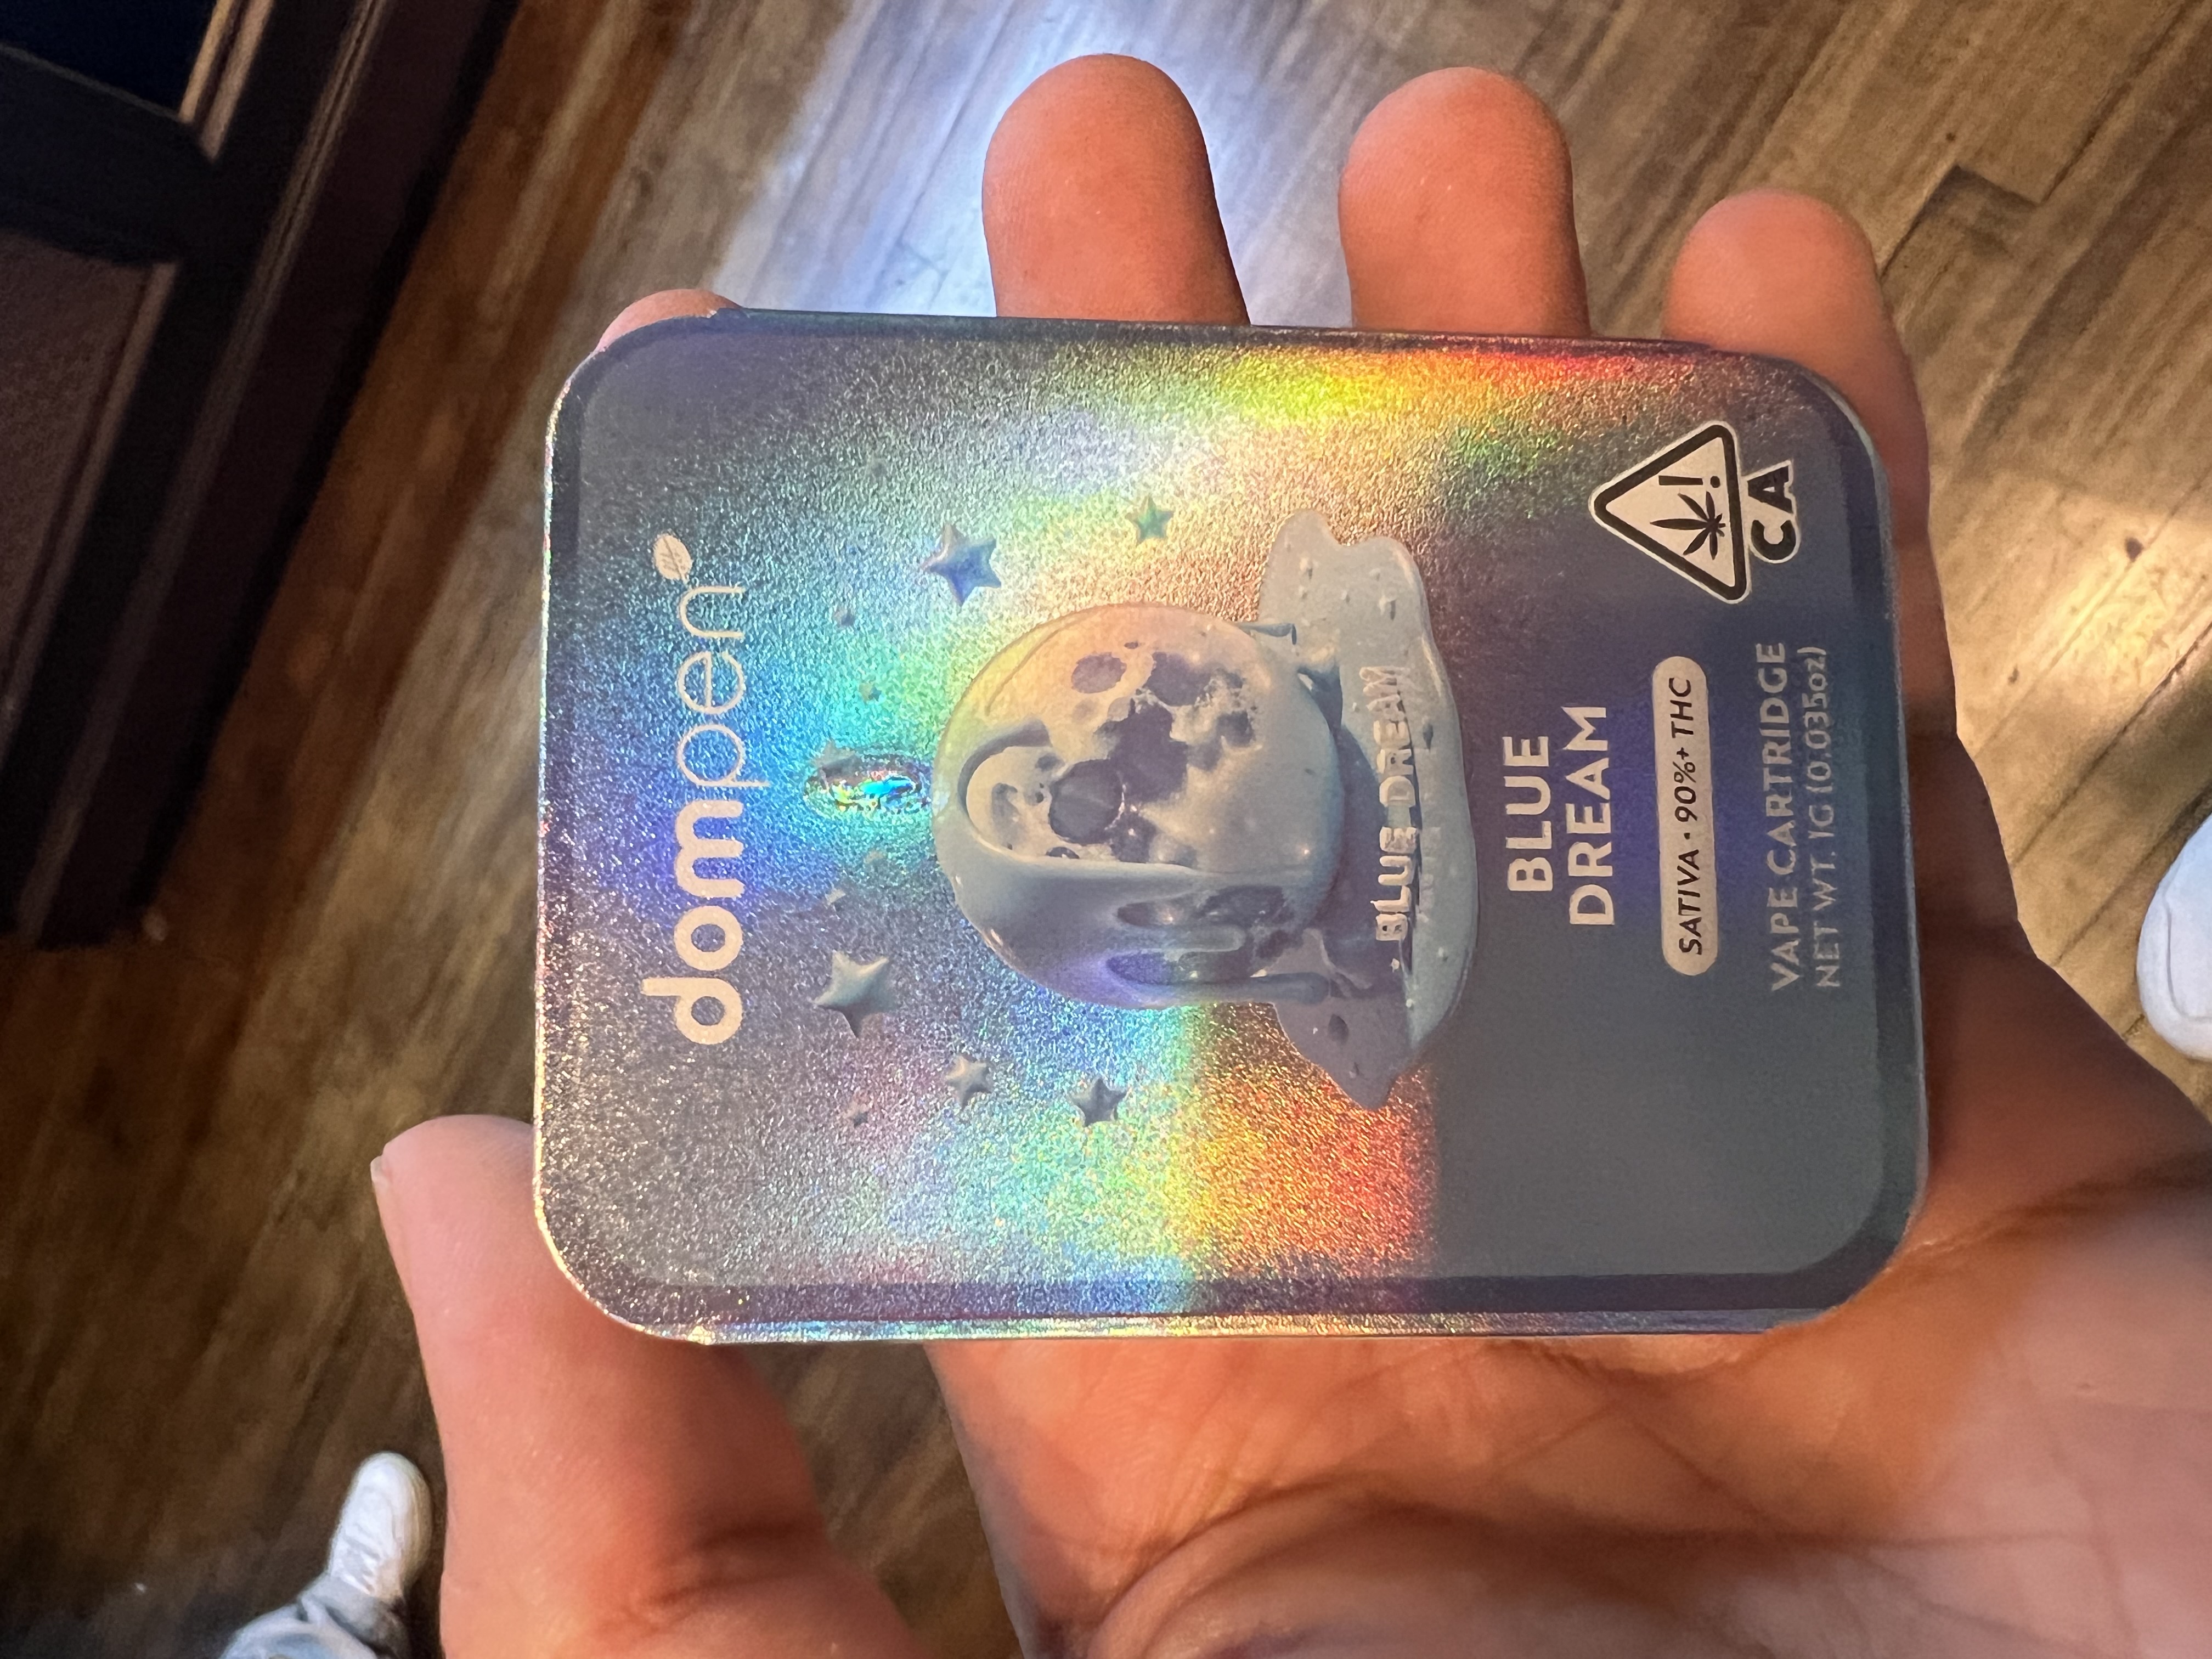 dompen
BLUE DREAM
BLUE
DREAM
SATIVA • 90%+ THC
VAPE CARTRIDGE
NET WT. 1G (0.035oz)
!
CA